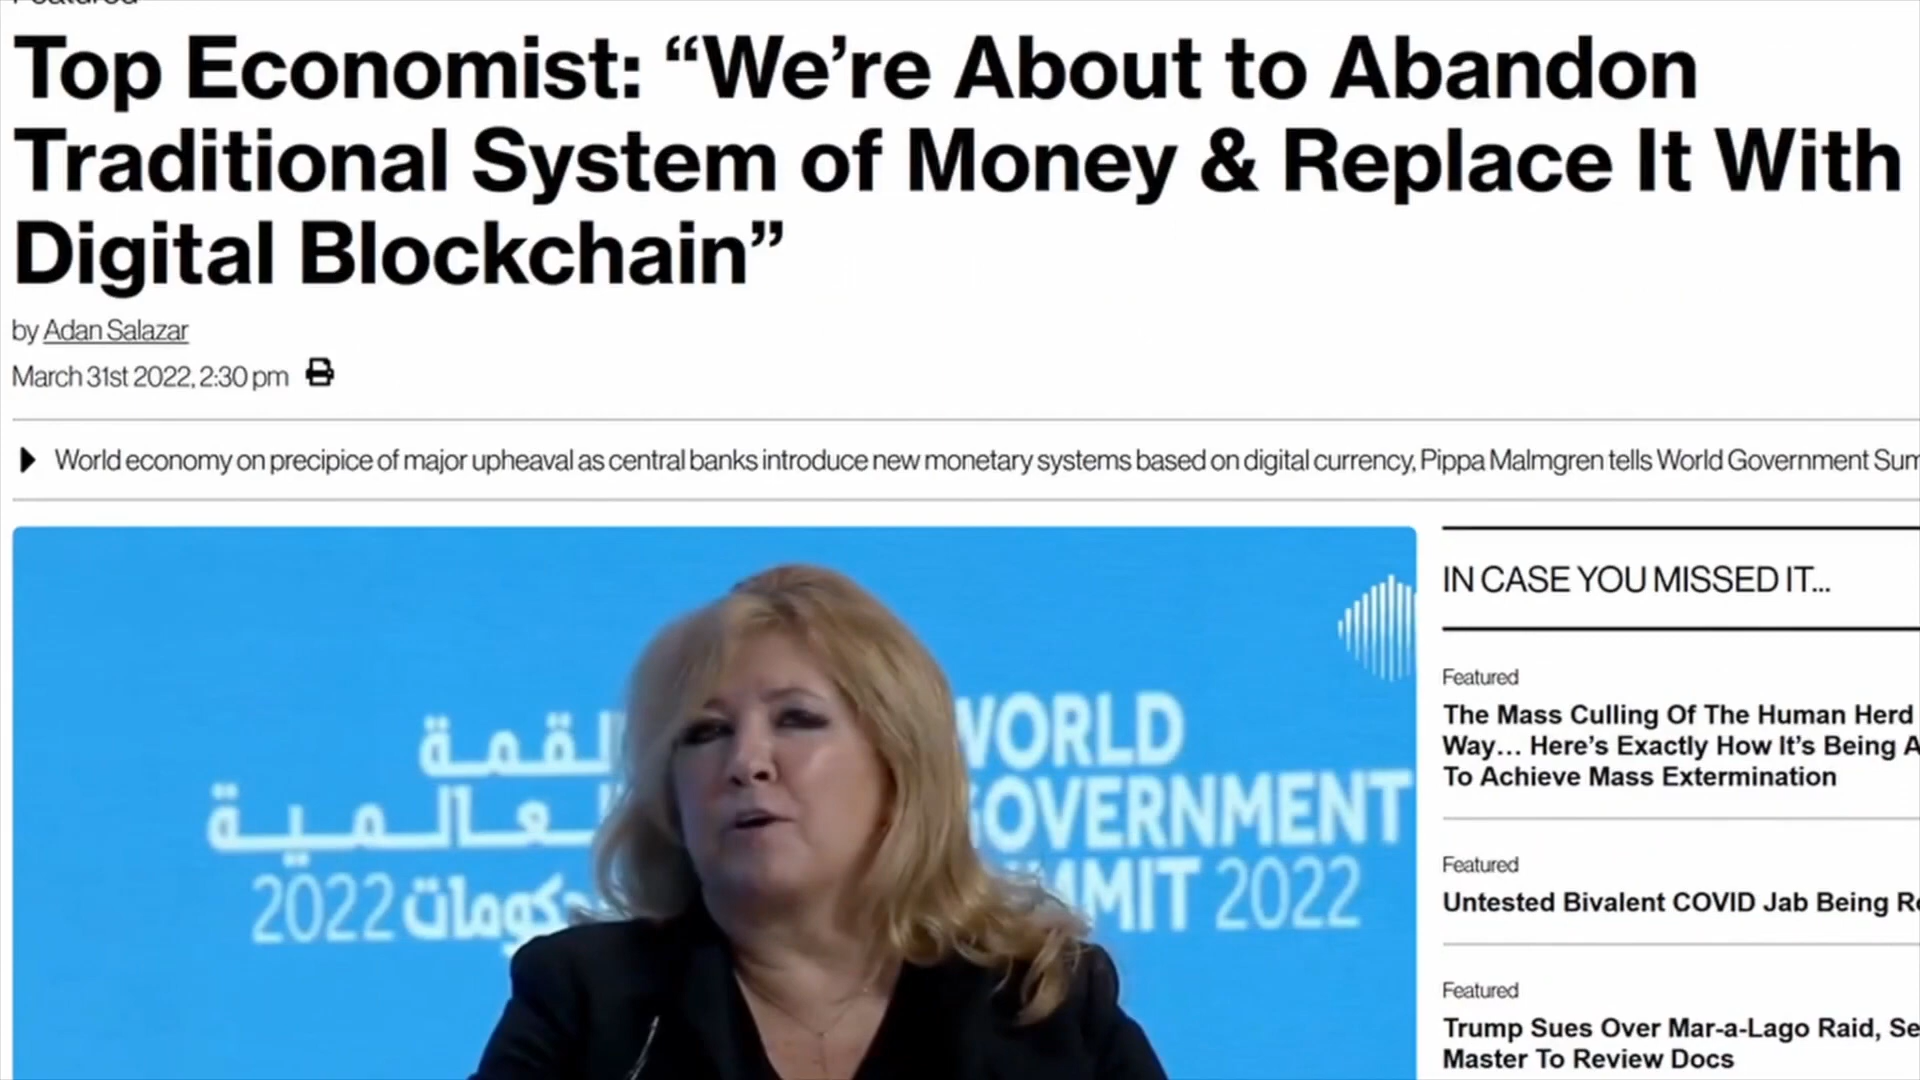 Featured
Top Economist: “We’re About to Abandon
Traditional System of Money & Replace It With
Digital Blockchain”
by Adan Salazar
March 31st 2022, 2:30 pm
World economy on precipice of major upheaval as central banks introduce new monetary systems based on digital currency, Pippa Malmgren tells World Government
القمة
العالمية
2022
WORLD
GOVERNMENT
2022
IN CASE YOU MISSED IT...
Featured
The Mass Culling Of The Human Herd
Way… Here’s Exactly How It’s Being
To Achieve Mass Extermination
Featured
Untested Bivalent COVID Jab Being
Featured
Trump Sues Over Mar-a-Lago Raid,
Master To Review Docs